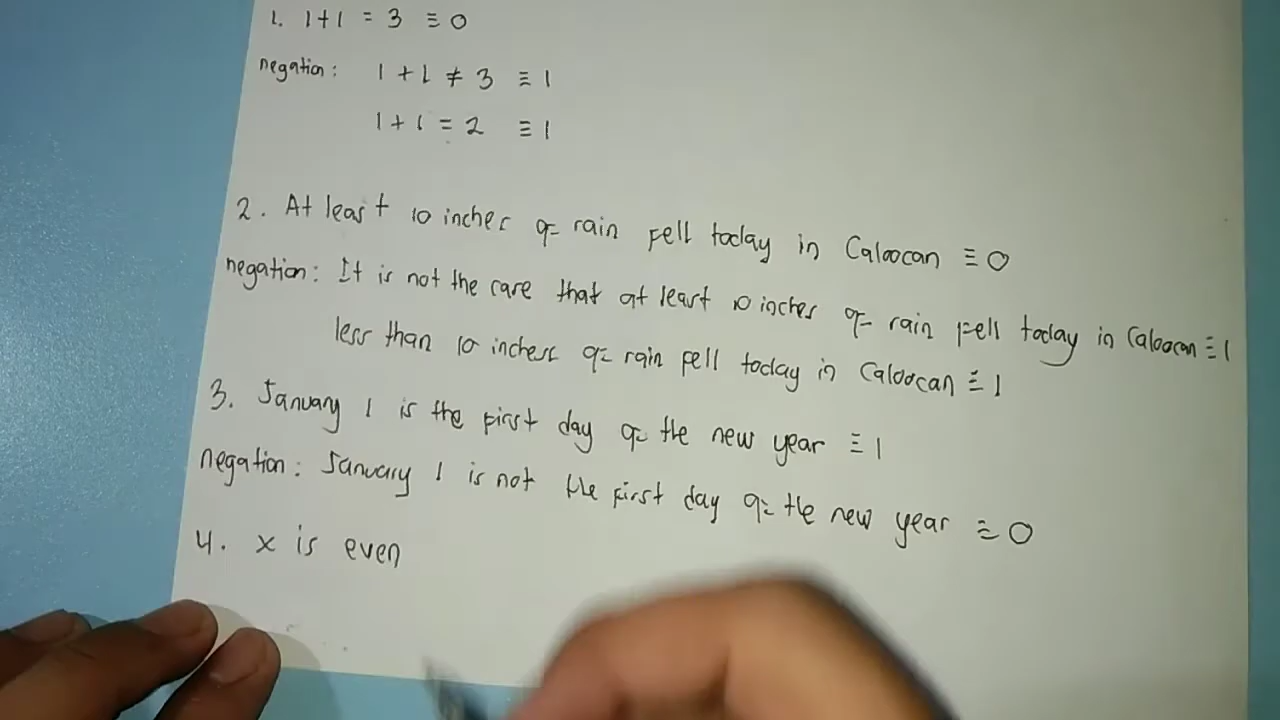 1. 1+1 = 3 ≡ 0
negation: 1 + 1 ≠ 3 ≡ 1
1 + 1 = 2 ≡ 1
2. At least 10 inches of rain fell today in Caloocan ≡ 0
negation: It is not the case that at least 10 inches of rain fell today in Caloocan ≡ 1
less than 10 inches of rain fell today in Caloocan ≡ 1
3. January 1 is the first day of the new year ≡ 1
negation: January 1 is not the first day of the new year ≡ 0
4. x is even